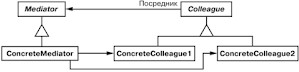 Mediator
Посредник
Colleague
ConcreteMediator
ConcreteColleague1
ConcreteColleague2